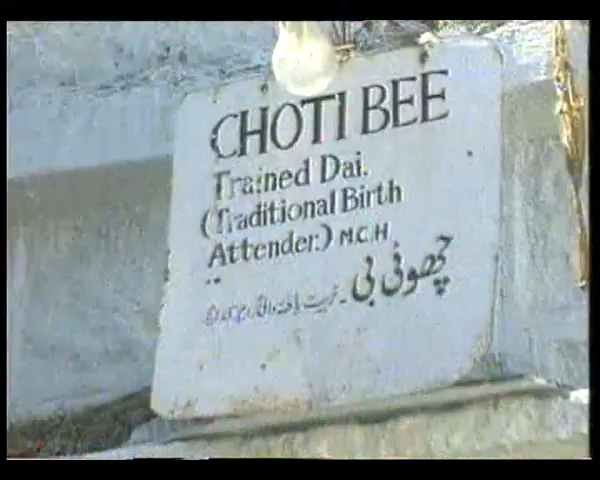 CHOTI BEE
Trained Dai.
(Traditional Birth
Attender.) M.C.H
چھوٹی بی